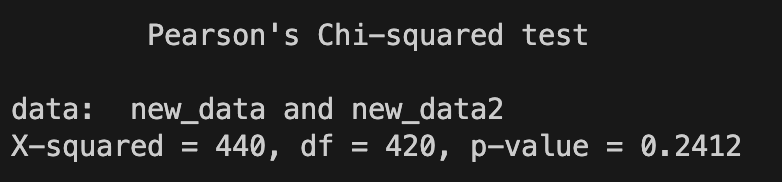 Pearson's Chi-squared test
data: new_data and new_data2
X-squared = 440, df = 420, p-value = 0.2412